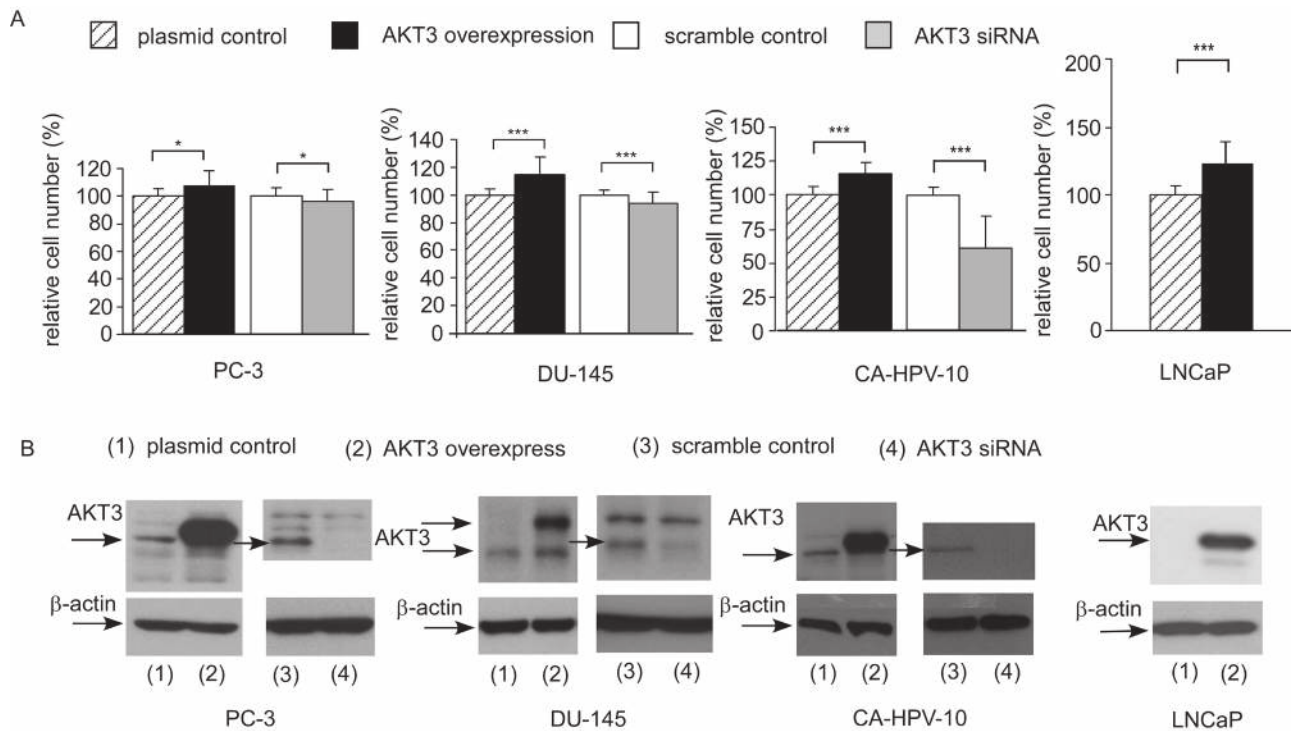 A
plasmid control AKT3 overexpression scramble control AKT3 siRNA
relative cell number (%)
120
100
80
60
40
20
0
* *
PC-3
relative cell number (%)
140
120
100
80
60
40
20
0
*** ***
DU-145
relative cell number (%)
150
125
100
75
50
25
0
*** ***
CA-HPV-10
relative cell number (%)
200
150
100
50
0
***
LNCaP
B (1) plasmid control (2) AKT3 overexpress (3) scramble control (4) AKT3 siRNA
AKT3
β-actin
(1) (2) (3) (4)
PC-3
AKT3
β-actin
(1) (2) (3) (4)
DU-145
AKT3
β-actin
(1) (2) (3) (4)
CA-HPV-10
AKT3
β-actin
(1) (2)
LNCaP